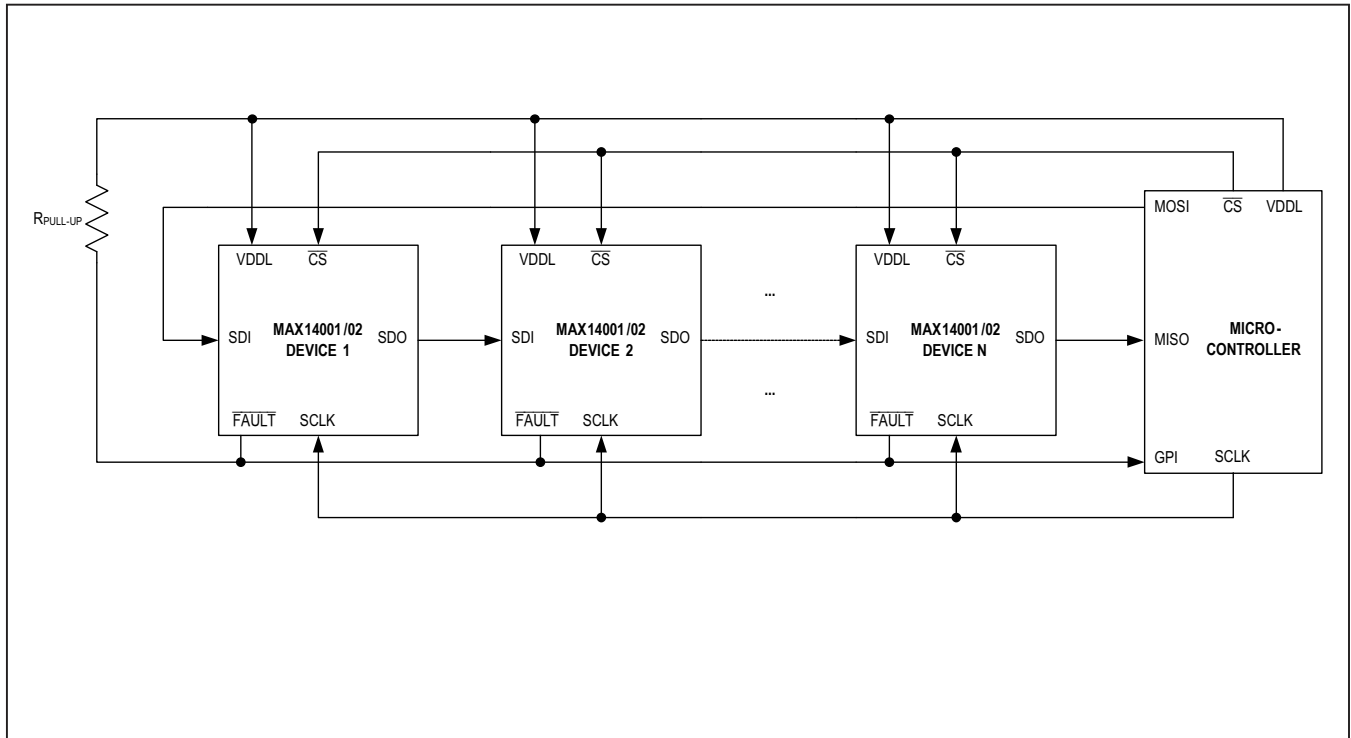 RPULL-UP
MOSI CS VDDL
VDDL CS
VDDL CS
VDDL CS
...
SDI MAX14001/02 SDO
DEVICE 1
SDI MAX14001/02 SDO
DEVICE 2
SDI MAX14001/02 SDO
DEVICE N
MISO MICRO-
CONTROLLER
...
FAULT SCLK
FAULT SCLK
FAULT SCLK
GPI SCLK